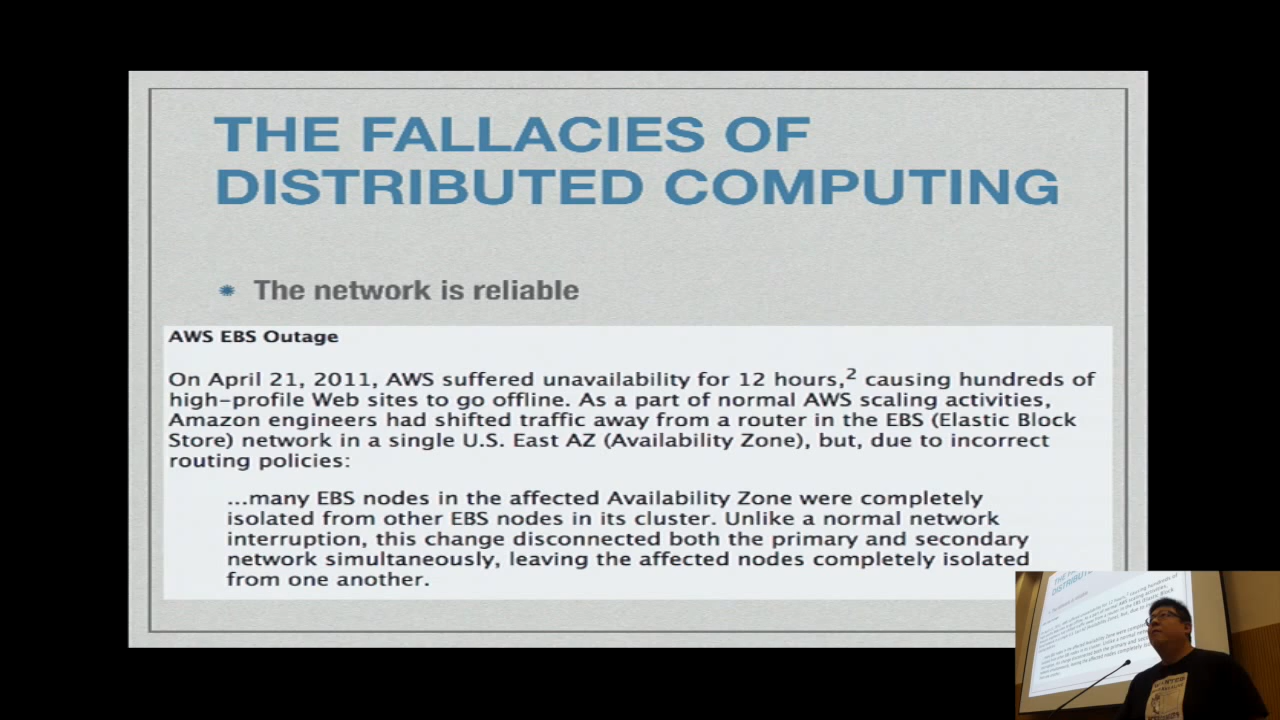 THE FALLACIES OF
DISTRIBUTED COMPUTING
The network is reliable
AWS EBS Outage
On April 21, 2011, AWS suffered unavailability for 12 hours,2 causing hundreds of
high-profile Web sites to go offline. As a part of normal AWS scaling activities,
Amazon engineers had shifted traffic away from a router in the EBS (Elastic Block
Store) network in a single U.S. East AZ (Availability Zone), but, due to incorrect
routing policies:
...many EBS nodes in the affected Availability Zone were completely
isolated from other EBS nodes in its cluster. Unlike a normal network
interruption, this change disconnected both the primary and secondary
network simultaneously, leaving the affected nodes completely isolated
from one another.